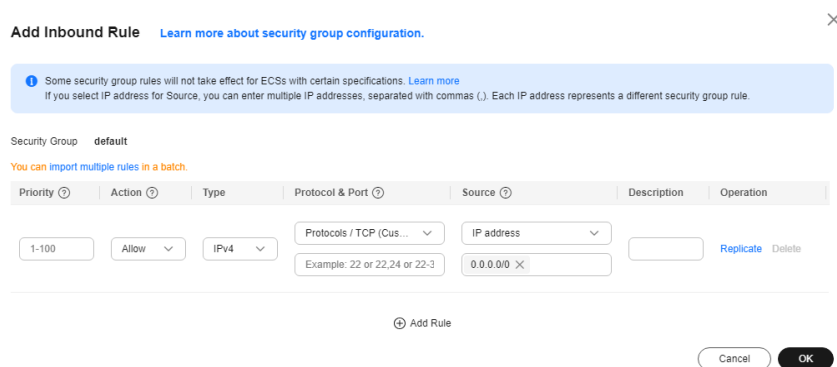 Add Inbound Rule Learn more about security group configuration.
Some security group rules will not take effect for ECSs with certain specifications. Learn more
If you select IP address for Source, you can enter multiple IP addresses, separated with commas (,). Each IP address represents a different security group rule.
Security Group default
You can import multiple rules in a batch.
Priority Action Type Protocol & Port Source Description Operation
Protocols / TCP (Cus... IP address
1-100 Allow IPv4 Replicate Delete
Example: 22 or 22,24 or 22-3 0.0.0.0/0
Add Rule
Cancel OK